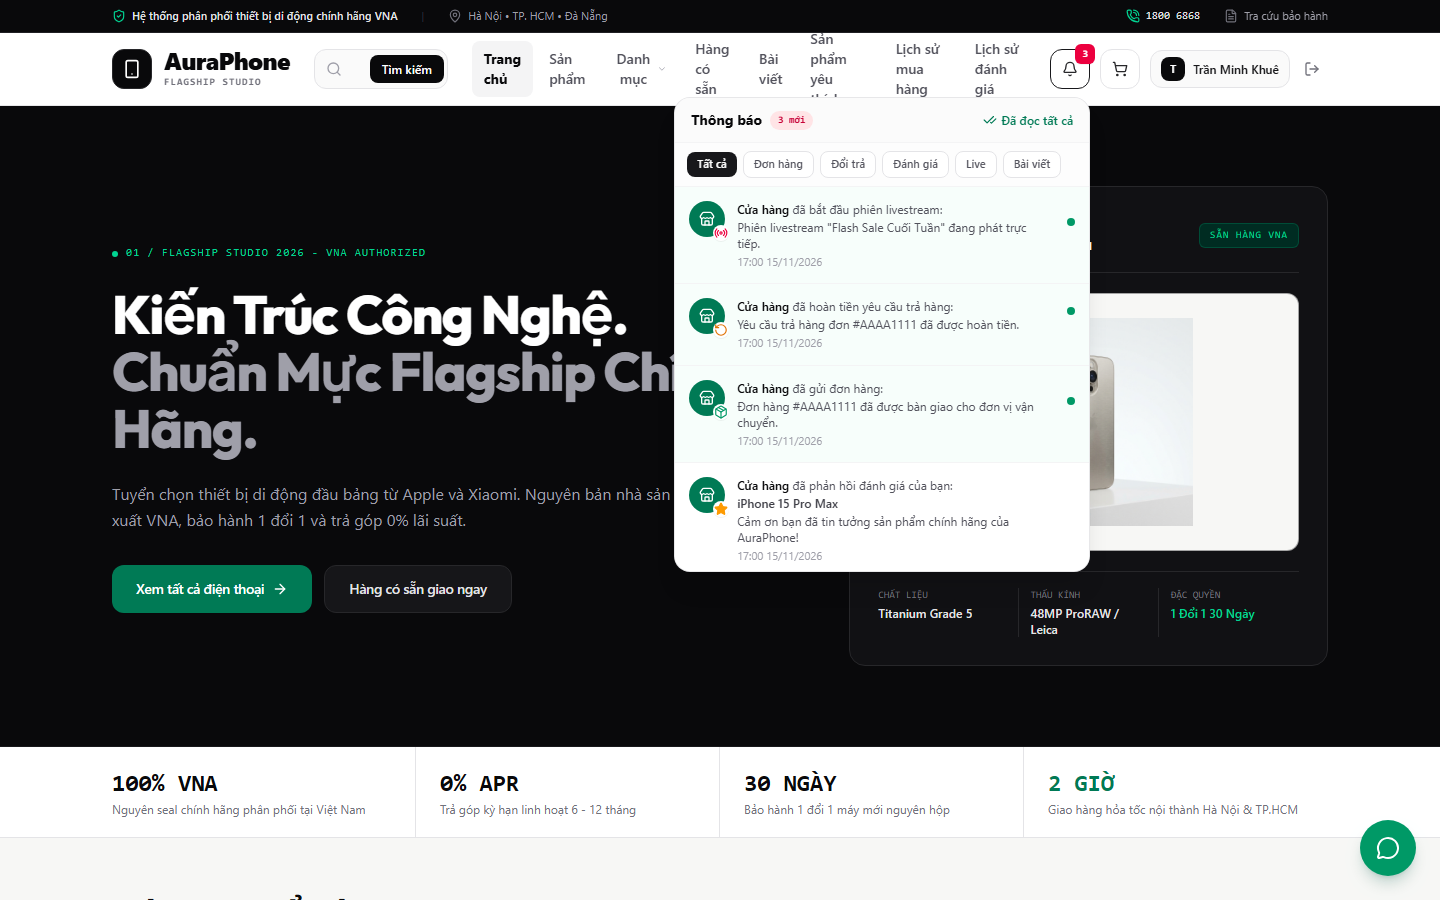 Hệ thống phân phối thiết bị di động chính hãng VNA
Hà Nội • TP. HCM • Đà Nẵng
1800 6868
Tra cứu bảo hành
AuraPhone
FLAGSHIP STUDIO
Tìm kiếm
Trang chủ
Sản phẩm
Danh mục
Hàng có sẵn
Bài viết
Sản phẩm yêu
Lịch sử mua hàng
Lịch sử đánh giá
3
T
Trần Minh Khuê
Thông báo
3 mới
Đã đọc tất cả
Tất cả
Đơn hàng
Đổi trả
Đánh giá
Live
Bài viết
Cửa hàng đã bắt đầu phiên livestream:
Phiên livestream "Flash Sale Cuối Tuần" đang phát trực
tiếp.
17:00 15/11/2026
Cửa hàng đã hoàn tiền yêu cầu trả hàng:
Yêu cầu trả hàng đơn #AAAA1111 đã được hoàn tiền.
17:00 15/11/2026
Cửa hàng đã gửi đơn hàng:
Đơn hàng #AAAA1111 đã được bàn giao cho đơn vị vận
chuyển.
17:00 15/11/2026
Cửa hàng đã phản hồi đánh giá của bạn:
iPhone 15 Pro Max
Cảm ơn bạn đã tin tưởng sản phẩm chính hãng của
AuraPhone!
17:00 15/11/2026
01 / FLAGSHIP STUDIO 2026 - VNA AUTHORIZED
Kiến Trúc Công Nghệ.
Chuẩn Mực Flagship
Hãng.
Tuyển chọn thiết bị di động đầu bảng từ Apple và Xiaomi. Nguyên bản nhà sản
xuất VNA, bảo hành 1 đổi 1 và trả góp 0% lãi suất.
Xem tất cả điện thoại
Hàng có sẵn giao ngay
SẴN HÀNG VNA
CHẤT LIỆU
Titanium Grade 5
THẤU KÍNH
48MP ProRAW /
Leica
ĐẶC QUYỀN
1 Đổi 1 30 Ngày
100% VNA
Nguyên seal chính hãng phân phối tại Việt Nam
0% APR
Trả góp kỳ hạn linh hoạt 6 - 12 tháng
30 NGÀY
Bảo hành 1 đổi 1 máy mới nguyên hộp
2 GIỜ
Giao hàng hỏa tốc nội thành Hà Nội & TP.HCM